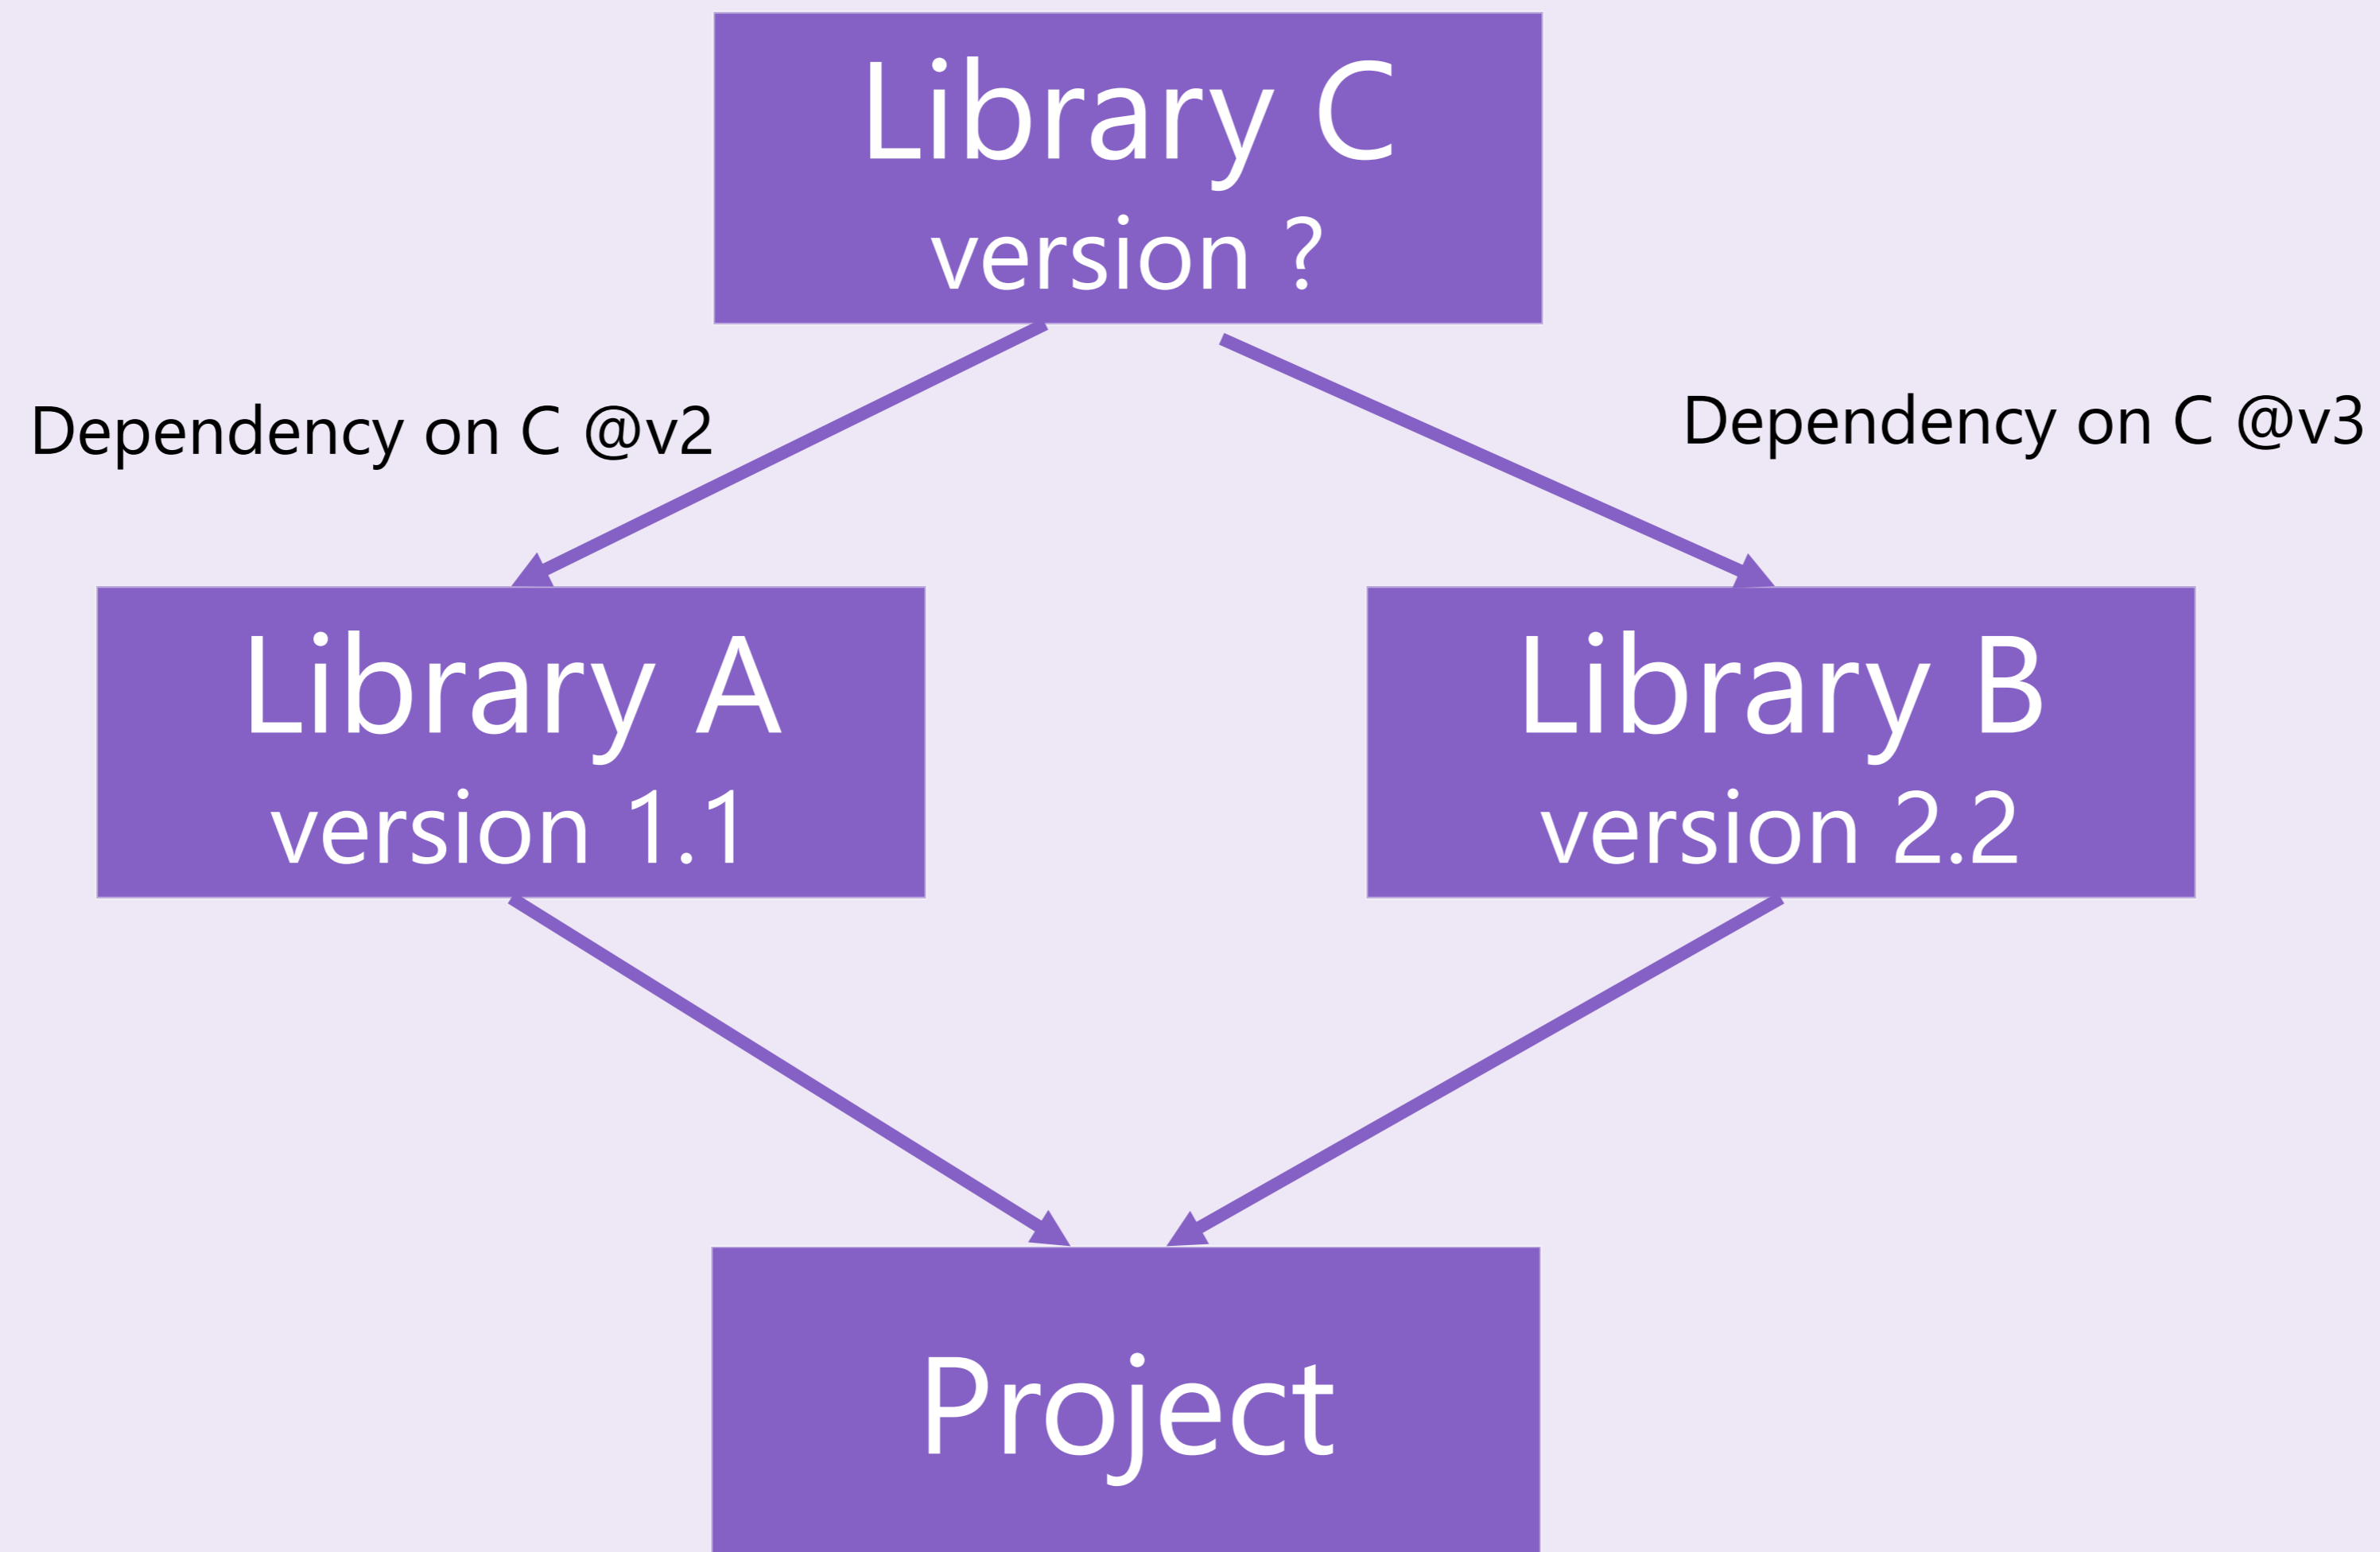 Library C
version ?
Dependency on C @v2
Dependency on C @v3
Library A
version 1.1
Library B
version 2.2
Project